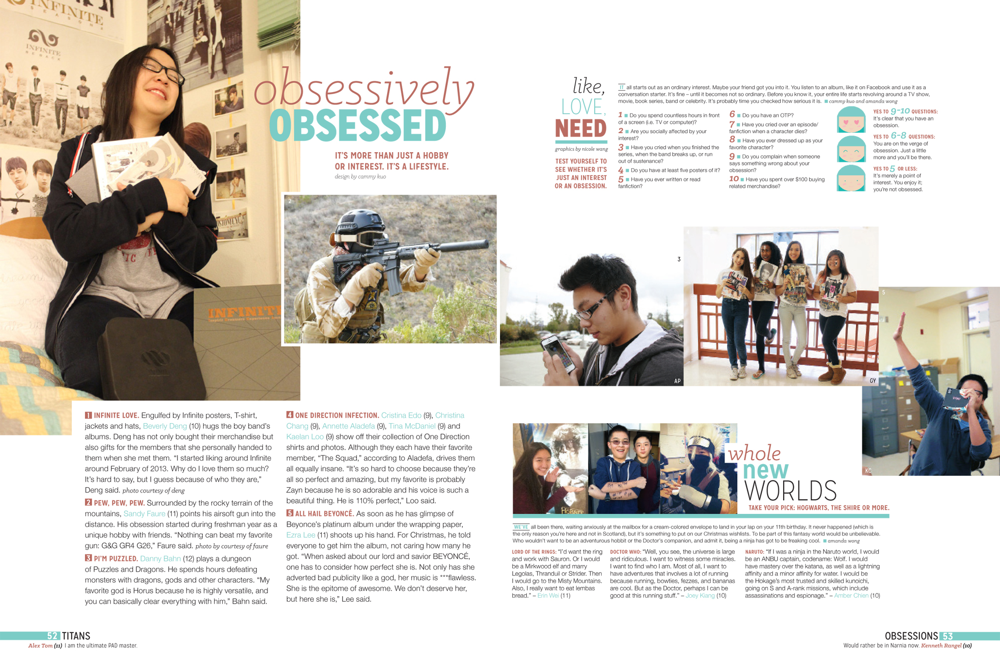 INFINITE
SEASON 2
INFINITE
BE BACK
obsessively
OBSESSED
IT'S MORE THAN JUST A HOBBY
OR INTEREST. IT'S A LIFESTYLE.
design by cammy kuo
INFINITE
2
1 INFINITE LOVE. Engulfed by Infinite posters, T-shirt,
jackets and hats, Beverly Deng (10) hugs the boy band's
albums. Deng has not only bought their merchandise but
also gifts for the members that she personally handed to
them when she met them. "I started liking around Infinite
around February of 2013. Why do I love them so much?
It's hard to say, but I guess because of who they are,"
Deng said. photo courtesy of deng
2 PEW, PEW, PEW. Surrounded by the rocky terrain of the
mountains, Sandy Faure (11) points his airsoft gun into the
distance. His obsession started during freshman year as a
unique hobby with friends. "Nothing can beat my favorite
gun: G&G GR4 G26," Faure said. photo by courtesy of faure
3 PI'M PUZZLED. Danny Bahn (12) plays a dungeon
of Puzzles and Dragons. He spends hours defeating
monsters with dragons, gods and other characters. "My
favorite god is Horus because he is highly versatile, and
you can basically clear everything with him," Bahn said.
4 ONE DIRECTION INFECTION. Cristina Edo (9), Christina
Chang (9), Annette Aladefa (9), Tina McDaniel (9) and
Kaelan Loo (9) show off their collection of One Direction
shirts and photos. Although they each have their favorite
member, "The Squad," according to Aladefa, drives them
all equally insane. "It's so hard to choose because they're
all so perfect and amazing, but my favorite is probably
Zayn because he is so adorable and his voice is such a
beautiful thing. He is 110% perfect," Loo said.
5 ALL HAIL BEYONCÉ. As soon as he has glimpse of
Beyonce's platinum album under the wrapping paper,
Ezra Lee (11) shoots up his hand. For Christmas, he told
everyone to get him the album, not caring how many he
got. "When asked about our lord and savior BEYONCÉ,
one has to consider how perfect she is. Not only has she
adverted bad publicity like a god, her music is ***flawless.
She is the epitome of awesome. We don't deserve her,
but here she is," Lee said.
52 TITANS
Alex Tom (11) I am the ultimate PAD master.
like,
LOVE,
NEED
graphics by nicole wang
TEST YOURSELF TO
SEE WHETHER IT'S
JUST AN INTEREST
OR AN OBSESSION.
IT all starts out as an ordinary interest. Maybe your friend got you into it. You listen to an album, like it on Facebook and use it as a
conversation starter. It's fine – until it becomes not so ordinary. Before you know it, your entire life starts revolving around a TV show,
movie, book series, band or celebrity. It's probably time you checked how serious it is. ■ cammy kuo and amanda wong
1 ■ Do you spend countless hours in front
of a screen (i.e. TV or computer)?
2 ■ Are you socially affected by your
interest?
3 ■ Have you cried when you finished the
series, when the band breaks up, or run
out of sustenance?
4 ■ Do you have at least five posters of it?
5 ■ Have you ever written or read
fanfiction?
6 ■ Do you have an OTP?
7 ■ Have you cried over an episode/
fanfiction when a character dies?
8 ■ Have you ever dressed up as your
favorite character?
9 ■ Do you complain when someone
says something wrong about your
obsession?
10 ■ Have you spent over $100 buying
related merchandise?
YES TO 9-10 QUESTIONS:
It's clear that you have an
obsession.
YES TO 6-8 QUESTIONS:
You are on the verge of
obsession. Just a little
more and you'll be there.
YES TO 5 OR LESS:
It's merely a point of
interest. You enjoy it;
you're not obsessed.
3
AP
4
GY
5
KC
HOBBIT
whole
new
WORLDS
TAKE YOUR PICK: HOGWARTS, THE SHIRE OR MORE.
WE'VE all been there, waiting anxiously at the mailbox for a cream-colored envelope to land in your lap on your 11th birthday. It never happened (which is
the only reason you're here and not in Scotland), but it's something to put on our Christmas wishlists. To be part of this fantasy world would be unbelievable.
Who wouldn't want to be an adventurous hobbit or the Doctor's companion, and admit it, being a ninja has got to be freaking cool. ■ amanda wong
LORD OF THE RINGS: "I'd want the ring
and work with Sauron. Or I would
be a Mirkwood elf and marry
Legolas, Thranduil or Strider. Then
I would go to the Misty Mountains.
Also, I really want to eat lembas
bread." – Erin Wei (11)
DOCTOR WHO: "Well, you see, the universe is large
and ridiculous. I want to witness some miracles.
I want to find who I am. Most of all, I want to
have adventures that involves a lot of running
because running, bowties, fezzes, and bananas
are cool. But as the Doctor, perhaps I can be
good at this running stuff." – Joey Kiang (10)
NARUTO: "If I was a ninja in the Naruto world, I would
be an ANBU captain, codename: Wolf. I would
have mastery over the katana, as well as a lightning
affinity and a minor affinity for water. I would be
the Hokage's most trusted and skilled kunoichi,
going on S and A-rank missions, which include
assassinations and espionage." – Amber Chien (10)
OBSESSIONS 53
Would rather be in Narnia now. Kenneth Rangel (10)